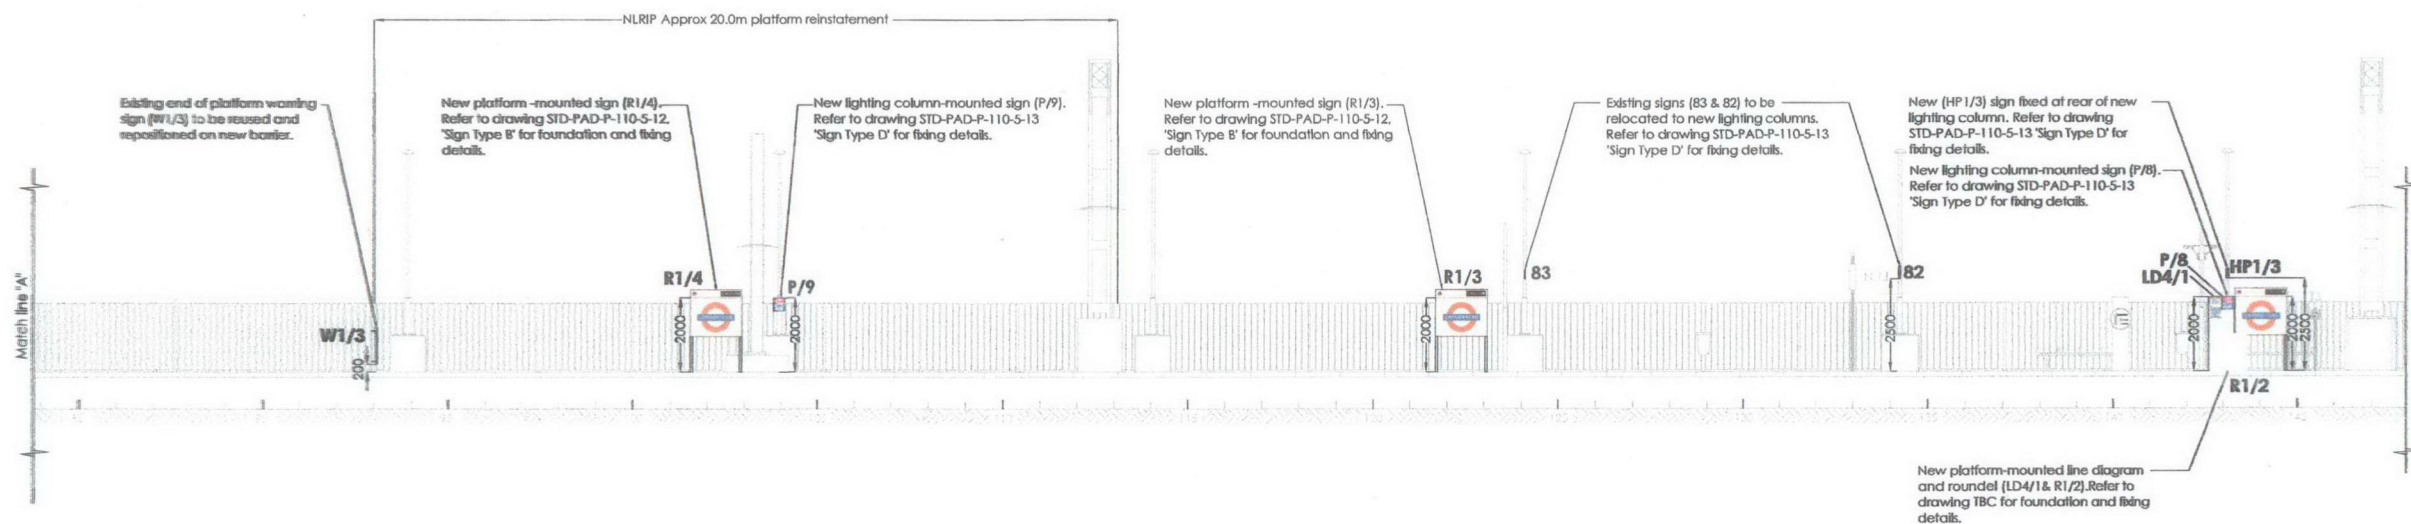 NLRIP Approx 20.0m platform reinstatement
Existing end of platform warning
sign (W1/3) to be reused and
repositioned on new barrier.
New platform -mounted sign (R1/4).
Refer to drawing STD-PAD-P-110-5-12,
'Sign Type B' for foundation and fixing
details.
New lighting column-mounted sign (P/9).
Refer to drawing STD-PAD-P-110-5-13
'Sign Type D' for fixing details.
New platform -mounted sign (R1/3).
Refer to drawing STD-PAD-P-110-5-12,
'Sign Type B' for foundation and fixing
details.
Existing signs (83 & 82) to be
relocated to new lighting columns.
Refer to drawing STD-PAD-P-110-5-13
'Sign Type D' for fixing details.
New (HP1/3) sign fixed at rear of new
lighting column. Refer to drawing
STD-PAD-P-110-5-13 'Sign Type D' for
fixing details.
New lighting column-mounted sign (P/8).
Refer to drawing STD-PAD-P-110-5-13
'Sign Type D' for fixing details.
Match line "A"
W1/3
200
R1/4
2000
P/9
2000
R1/3
2000
83
82
2500
P/8
LD4/1
HP1/3
2000
2000
2500
R1/2
New platform-mounted line diagram
and roundel (LD4/1& R1/2).Refer to
drawing TBC for foundation and fixing
details.